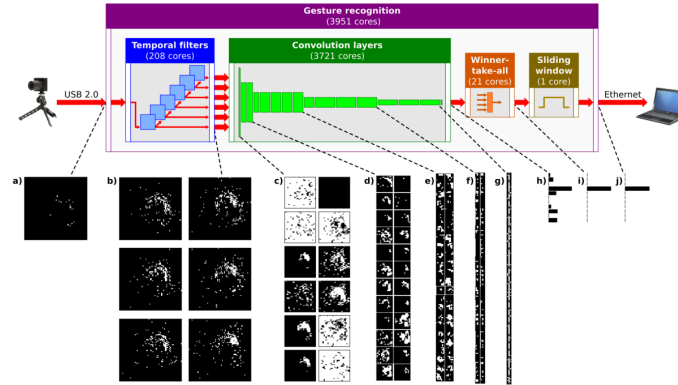 Gesture recognition
(3951 cores)
Temporal filters
(208 cores)
Convolution layers
(3721 cores)
Winner-
take-all
(21 cores)
Sliding
window
(1 core)
USB 2.0
Ethernet
a)
b)
c)
d)
e)
f)
g)
h)
i)
j)